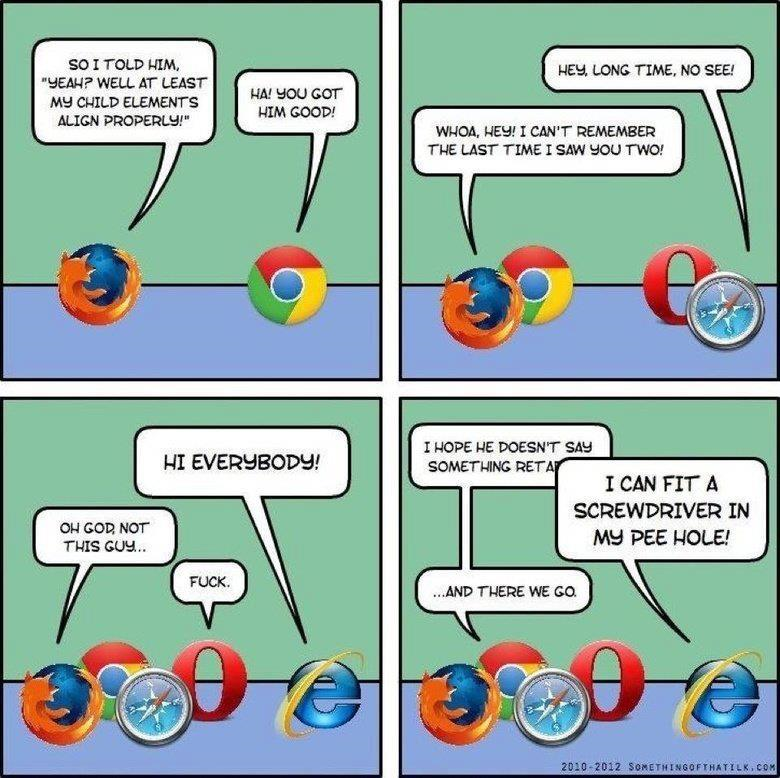 SO I TOLD HIM,
"YEAH? WELL AT LEAST
MY CHILD ELEMENTS
ALIGN PROPERLY!"
HA! YOU GOT
HIM GOOD!
HEY, LONG TIME, NO SEE!
WHOA, HEY! I CAN'T REMEMBER
THE LAST TIME I SAW YOU TWO!
HI EVERYBODY!
OH GOD, NOT
THIS GUY...
FUCK.
I HOPE HE DOESN'T SAY
SOMETHING RETA
I CAN FIT A
SCREWDRIVER IN
MY PEE HOLE!
...AND THERE WE GO.
2010-2012 SOMETHINGOFTHATILK.COM